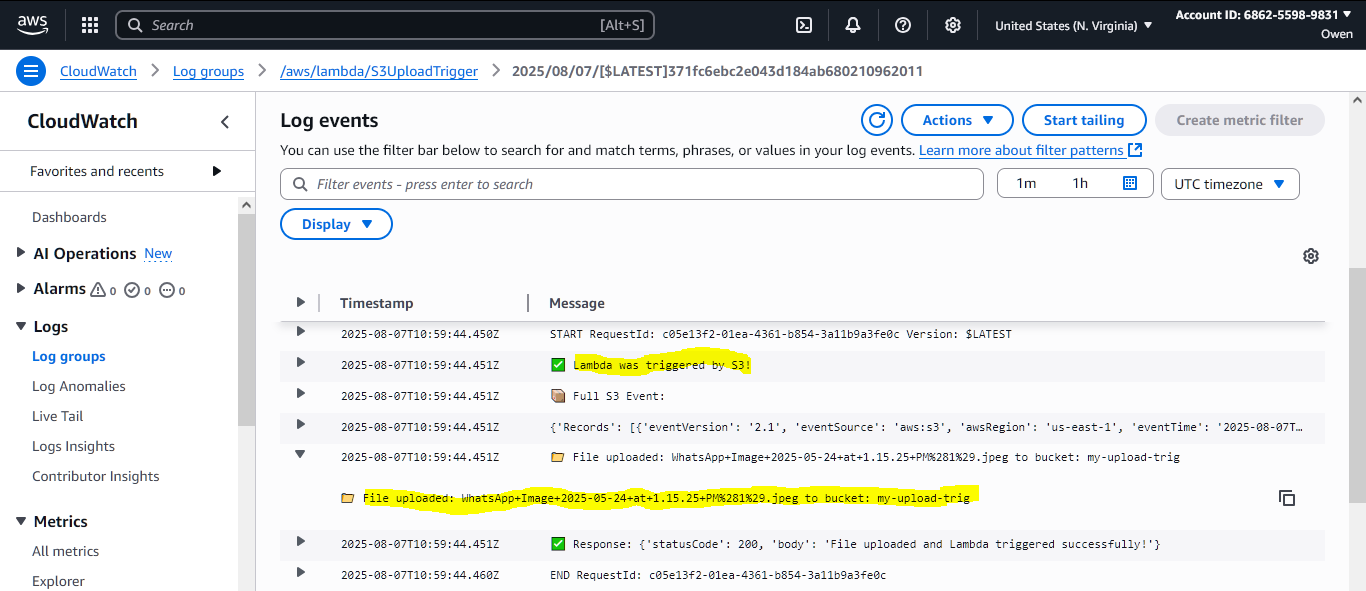 aws
Search [Alt+S]
United States (N. Virginia)
Account ID: 6862-5598-9831
Owen
CloudWatch
Log groups
/aws/lambda/S3UploadTrigger
2025/08/07/[$LATEST]371fc6ebc2e043d184ab680210962011
CloudWatch
Favorites and recents
Dashboards
AI Operations New
Alarms 0 0 0
Logs
Log groups
Log Anomalies
Live Tail
Logs Insights
Contributor Insights
Metrics
All metrics
Explorer
Log events
Actions
Start tailing
Create metric filter
You can use the filter bar below to search for and match terms, phrases, or values in your log events. Learn more about filter patterns
Filter events - press enter to search
1m
1h
UTC timezone
Display
Timestamp Message
2025-08-07T10:59:44.450Z START RequestId: c05e13f2-01ea-4361-b854-3a11b9a3fe0c Version: $LATEST
2025-08-07T10:59:44.451Z ✅ Lambda was triggered by S3!
2025-08-07T10:59:44.451Z 📦 Full S3 Event:
2025-08-07T10:59:44.451Z {'Records': [{'eventVersion': '2.1', 'eventSource': 'aws:s3', 'awsRegion': 'us-east-1', 'eventTime': '2025-08-07T…
2025-08-07T10:59:44.451Z 📁 File uploaded: WhatsApp+Image+2025-05-24+at+1.15.25+PM%281%29.jpeg to bucket: my-upload-trig
📁 File uploaded: WhatsApp+Image+2025-05-24+at+1.15.25+PM%281%29.jpeg to bucket: my-upload-trig
2025-08-07T10:59:44.451Z ✅ Response: {'statusCode': 200, 'body': 'File uploaded and Lambda triggered successfully!'}
2025-08-07T10:59:44.460Z END RequestId: c05e13f2-01ea-4361-b854-3a11b9a3fe0c